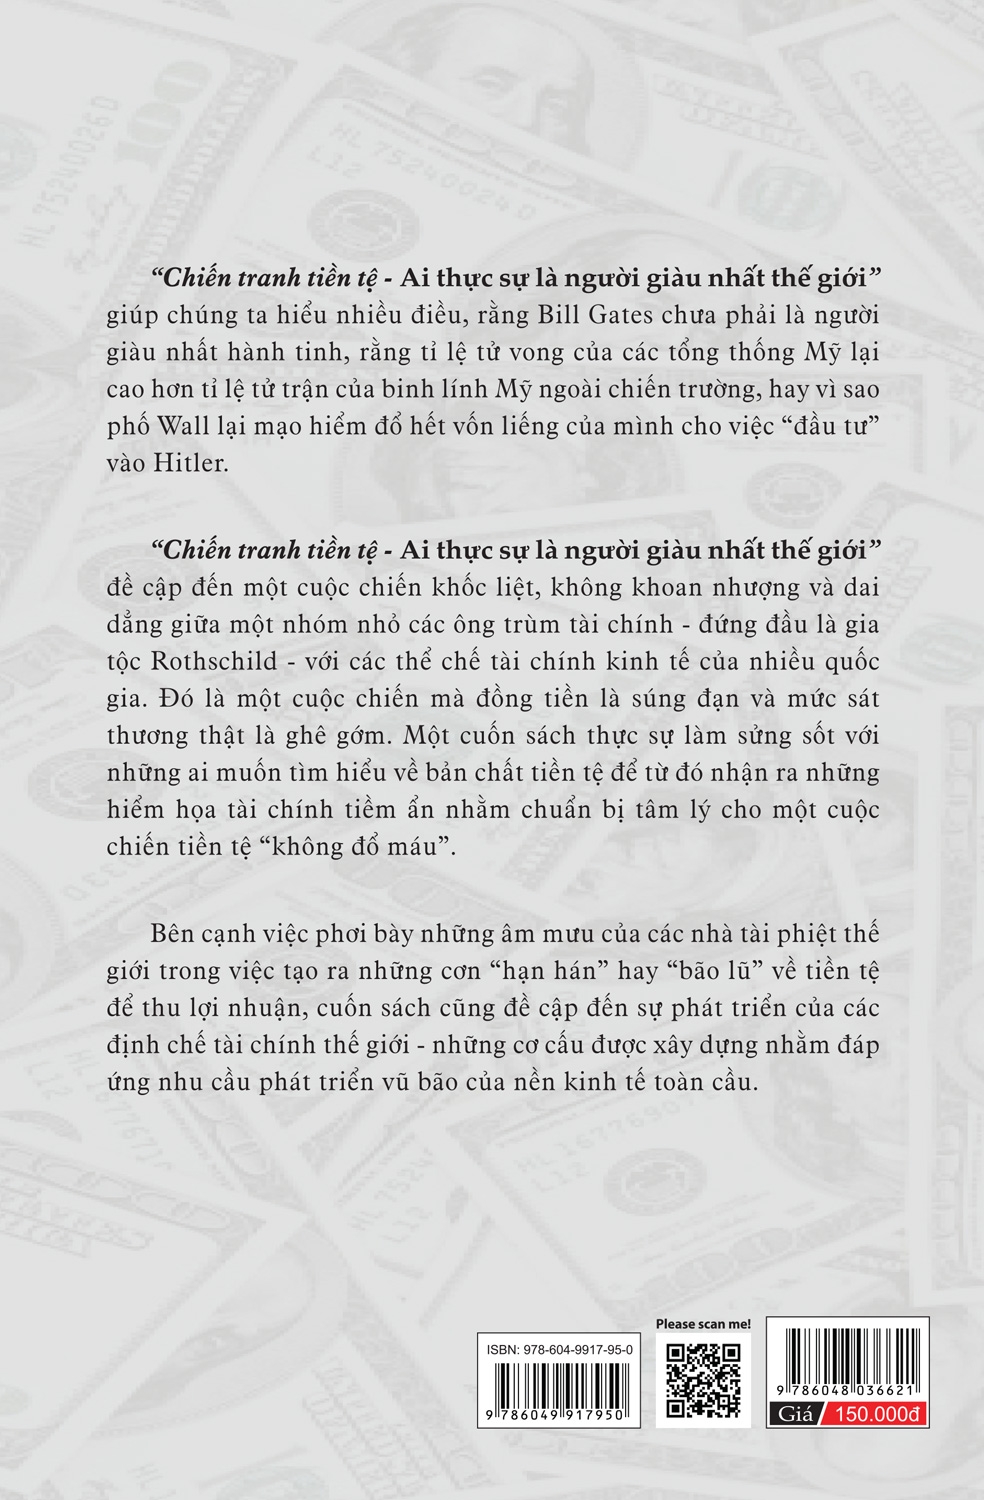 “Chiến tranh tiền tệ - Ai thực sự là người giàu nhất thế giới”
giúp chúng ta hiểu nhiều điều, rằng Bill Gates chưa phải là người
giàu nhất hành tinh, rằng tỉ lệ tử vong của các tổng thống Mỹ lại
cao hơn tỉ lệ tử trận của binh lính Mỹ ngoài chiến trường, hay vì sao
phố Wall lại mạo hiểm đổ hết vốn liếng của mình cho việc “đầu tư”
vào Hitler.
“Chiến tranh tiền tệ - Ai thực sự là người giàu nhất thế giới”
đề cập đến một cuộc chiến khốc liệt, không khoan nhượng và dai
dẳng giữa một nhóm nhỏ các ông trùm tài chính - đứng đầu là gia
tộc Rothschild - với các thể chế tài chính kinh tế của nhiều quốc
gia. Đó là một cuộc chiến mà đồng tiền là súng đạn và mức sát
thương thật là ghê gớm. Một cuốn sách thực sự làm sửng sốt với
những ai muốn tìm hiểu về bản chất tiền tệ để từ đó nhận ra những
hiểm họa tài chính tiềm ẩn nhằm chuẩn bị tâm lý cho một cuộc
chiến tiền tệ “không đổ máu”.
Bên cạnh việc phơi bày những âm mưu của các nhà tài phiệt thế
giới trong việc tạo ra những cơn “hạn hán” hay “bão lũ” về tiền tệ
để thu lợi nhuận, cuốn sách cũng đề cập đến sự phát triển của các
định chế tài chính thế giới - những cơ cấu được xây dựng nhằm đáp
ứng nhu cầu phát triển vũ bão của nền kinh tế toàn cầu.
Please scan me!
ISBN: 978-604-9917-95-0
9 786049 917950
9 786048 036621
Giá 150.000đ